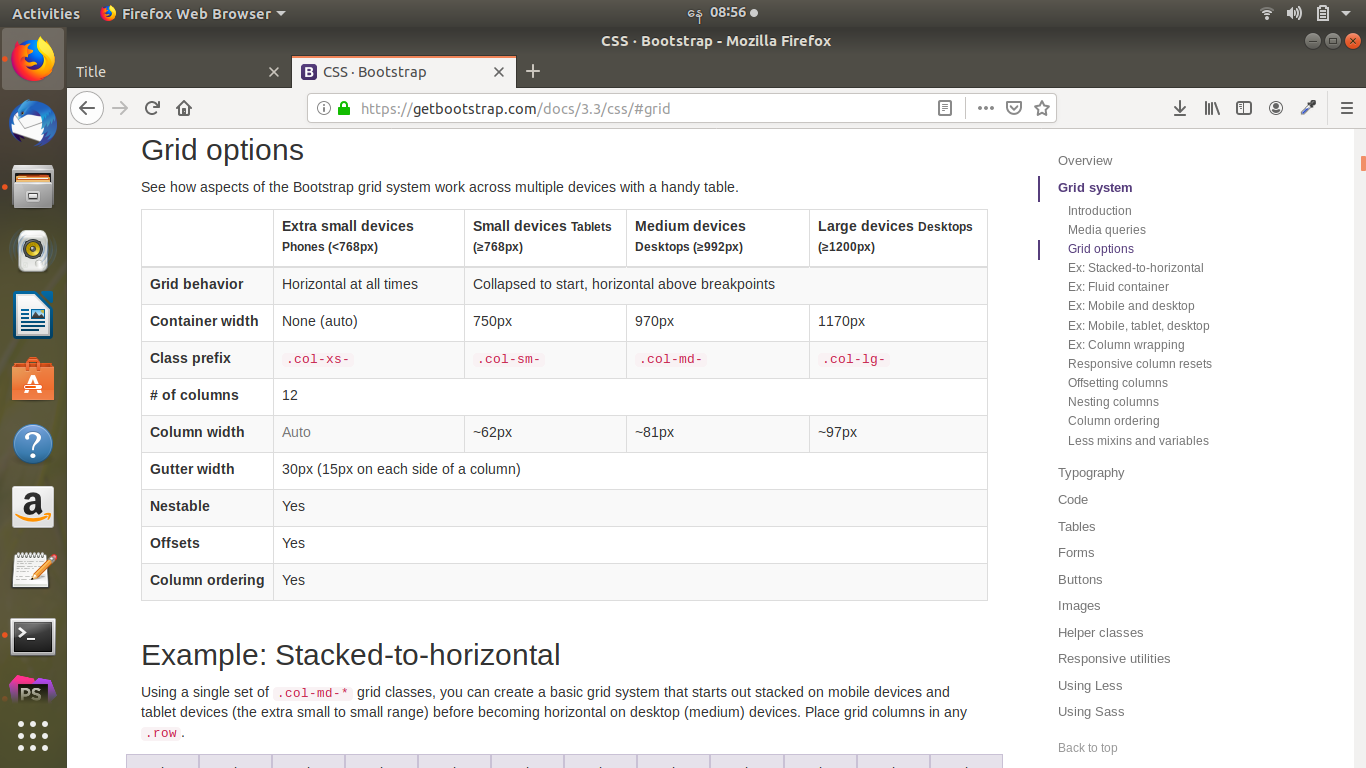 Activities
Firefox Web Browser
နေ 08:56
CSS · Bootstrap - Mozilla Firefox
Title
CSS · Bootstrap
https://getbootstrap.com/docs/3.3/css/#grid
Grid options
See how aspects of the Bootstrap grid system work across multiple devices with a handy table.
Extra small devices Phones (<768px)
Small devices Tablets (≥768px)
Medium devices Desktops (≥992px)
Large devices Desktops (≥1200px)
Grid behavior Horizontal at all times Collapsed to start, horizontal above breakpoints
Container width None (auto) 750px 970px 1170px
Class prefix .col-xs- .col-sm- .col-md- .col-lg-
# of columns 12
Column width Auto ~62px ~81px ~97px
Gutter width 30px (15px on each side of a column)
Nestable Yes
Offsets Yes
Column ordering Yes
Example: Stacked-to-horizontal
Using a single set of .col-md-* grid classes, you can create a basic grid system that starts out stacked on mobile devices and
tablet devices (the extra small to small range) before becoming horizontal on desktop (medium) devices. Place grid columns in any
.row.
Overview
Grid system
Introduction
Media queries
Grid options
Ex: Stacked-to-horizontal
Ex: Fluid container
Ex: Mobile and desktop
Ex: Mobile, tablet, desktop
Ex: Column wrapping
Responsive column resets
Offsetting columns
Nesting columns
Column ordering
Less mixins and variables
Typography
Code
Tables
Forms
Buttons
Images
Helper classes
Responsive utilities
Using Less
Using Sass
Back to top